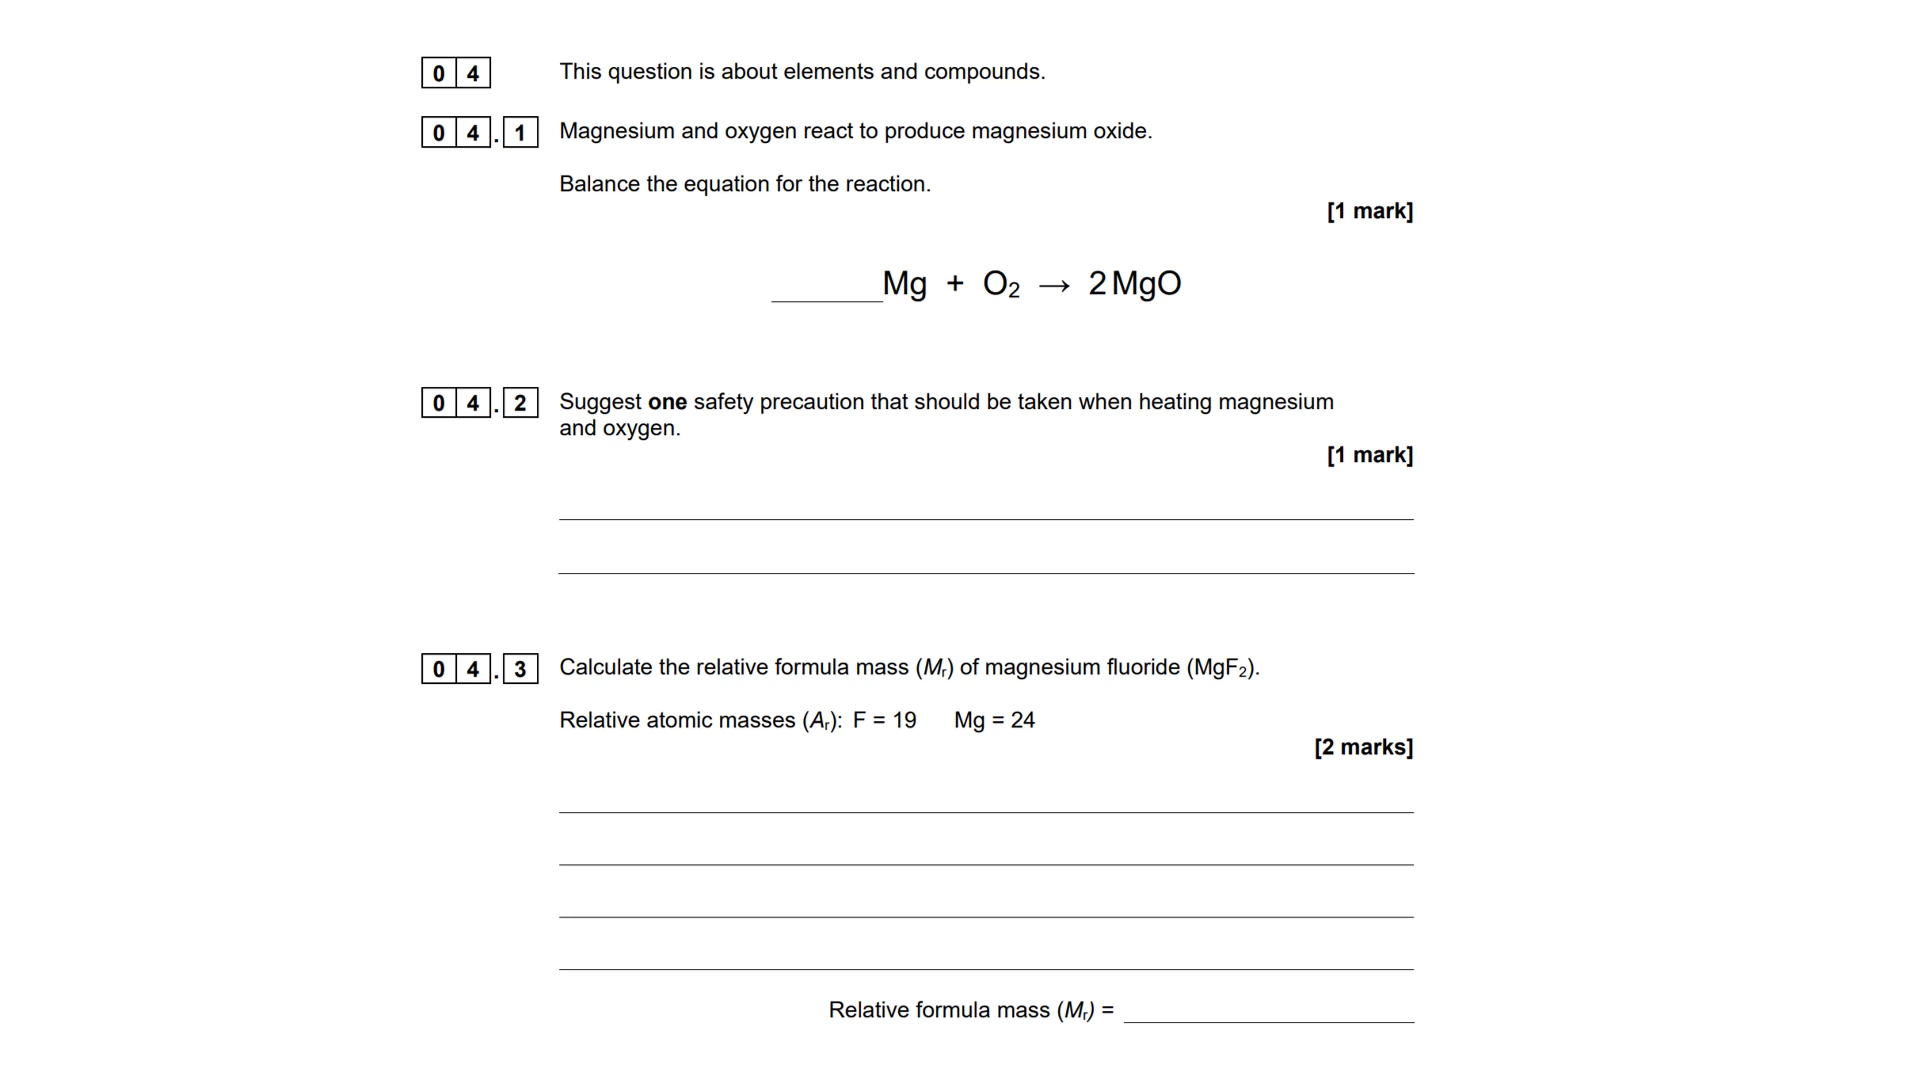 0 4 This question is about elements and compounds.
0 4 . 1 Magnesium and oxygen react to produce magnesium oxide.
Balance the equation for the reaction.
[1 mark]
______Mg + O₂ → 2MgO
0 4 . 2 Suggest one safety precaution that should be taken when heating magnesium
and oxygen.
[1 mark]
0 4 . 3 Calculate the relative formula mass (Mᵣ) of magnesium fluoride (MgF₂).
Relative atomic masses (Aᵣ): F = 19 Mg = 24
[2 marks]
Relative formula mass (Mᵣ) = ______